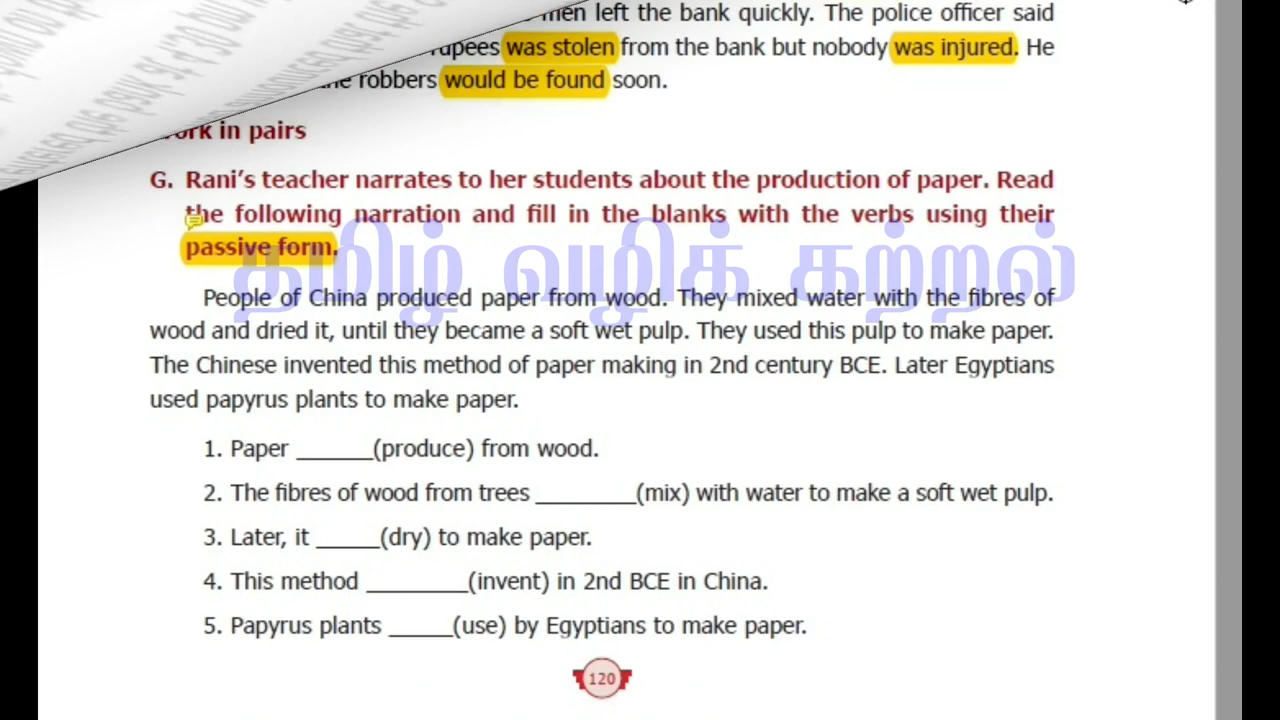 men left the bank quickly. The police officer said
rupees was stolen from the bank but nobody was injured. He
the robbers would be found soon.
Work in pairs
G. Rani's teacher narrates to her students about the production of paper. Read
the following narration and fill in the blanks with the verbs using their
passive form.
தமிழ் வழிக் கற்றல்
People of China produced paper from wood. They mixed water with the fibres of
wood and dried it, until they became a soft wet pulp. They used this pulp to make paper.
The Chinese invented this method of paper making in 2nd century BCE. Later Egyptians
used papyrus plants to make paper.
1. Paper ______(produce) from wood.
2. The fibres of wood from trees ________(mix) with water to make a soft wet pulp.
3. Later, it _____(dry) to make paper.
4. This method ________(invent) in 2nd BCE in China.
5. Papyrus plants _____(use) by Egyptians to make paper.
120